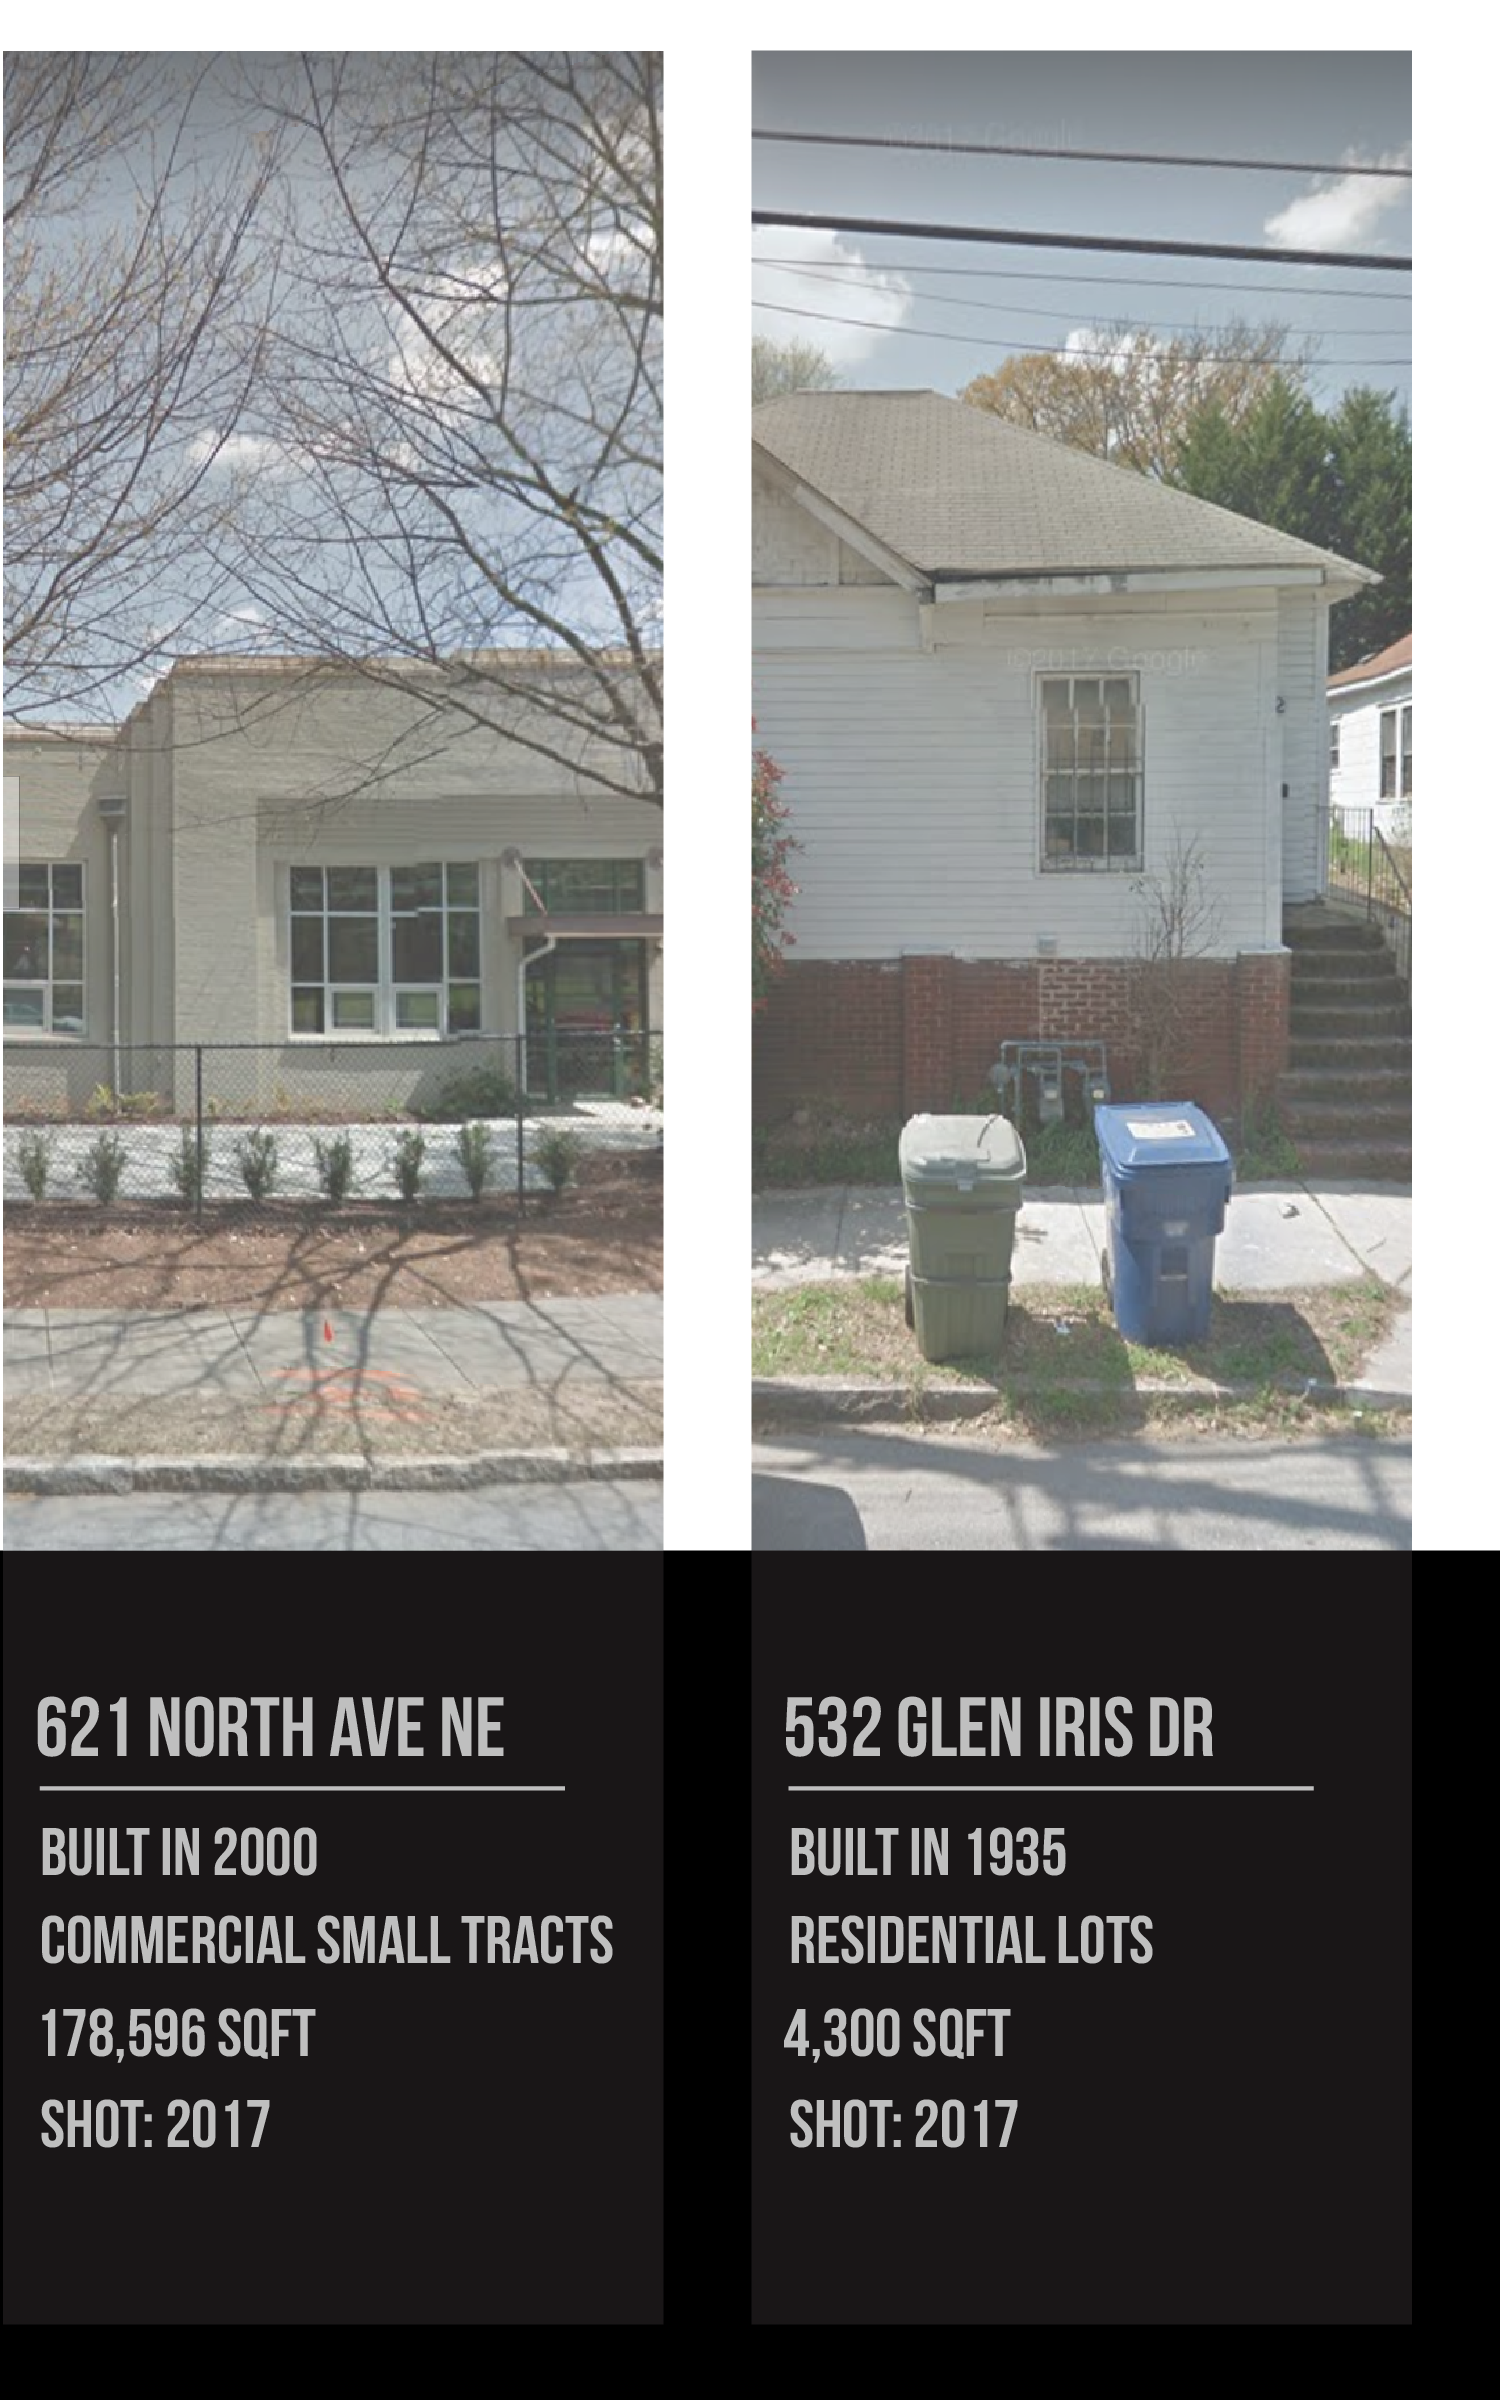 ©2017 Google
©2017 Google
2
621 NORTH AVE NE
BUILT IN 2000
COMMERCIAL SMALL TRACTS
178,596 SQFT
SHOT: 2017
532 GLEN IRIS DR
BUILT IN 1935
RESIDENTIAL LOTS
4,300 SQFT
SHOT: 2017